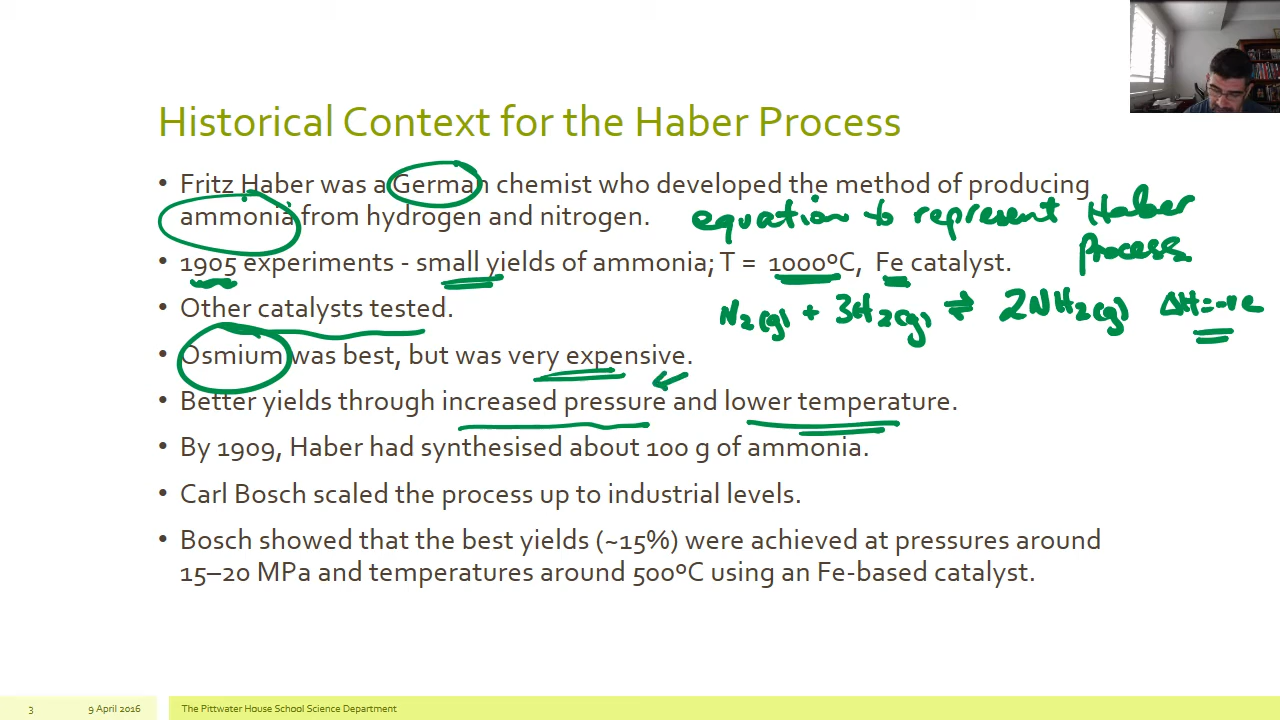 Historical Context for the Haber Process
• Fritz Haber was a German chemist who developed the method of producing
ammonia from hydrogen and nitrogen.
equation to represent Haber
Process
• 1905 experiments - small yields of ammonia; T = 1000ºC, Fe catalyst.
• Other catalysts tested.
N₂(g) + 3H₂(g) ⇌ 2NH₂(g) ΔH=-ve
• Osmium was best, but was very expensive.
• Better yields through increased pressure and lower temperature.
• By 1909, Haber had synthesised about 100 g of ammonia.
• Carl Bosch scaled the process up to industrial levels.
• Bosch showed that the best yields (~15%) were achieved at pressures around
15–20 MPa and temperatures around 500ºC using an Fe-based catalyst.
3 9 April 2016 The Pittwater House School Science Department